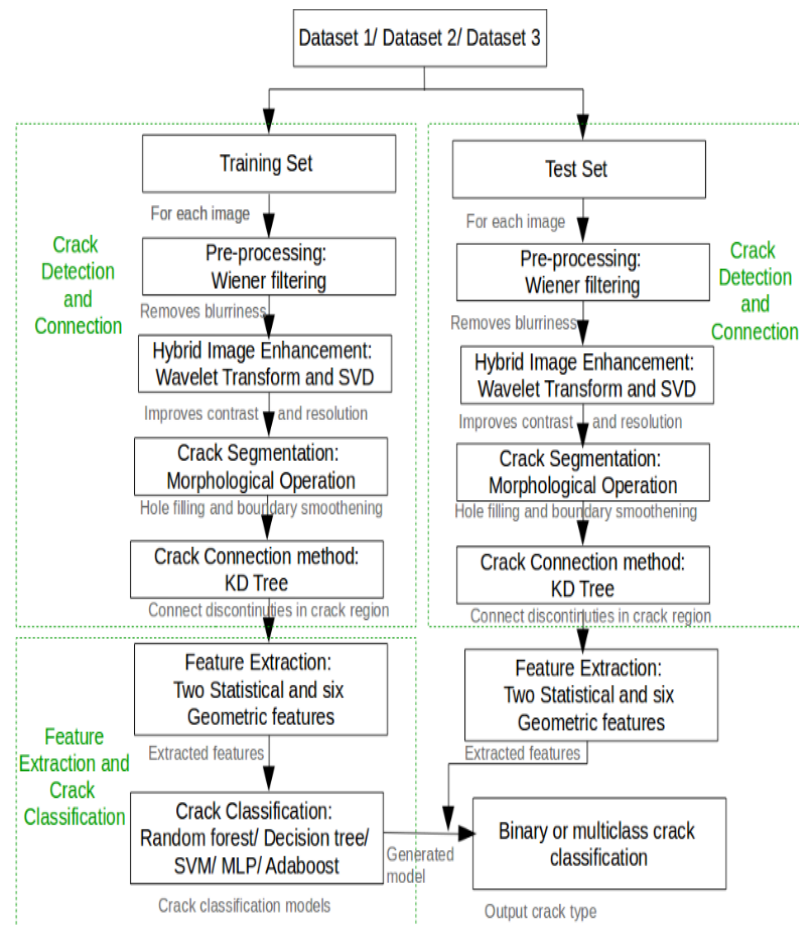 Dataset 1/ Dataset 2/ Dataset 3
Training Set
For each image
Pre-processing:
Wiener filtering
Removes blurriness
Hybrid Image Enhancement:
Wavelet Transform and SVD
Improves contrast and resolution
Crack Segmentation:
Morphological Operation
Hole filling and boundary smoothening
Crack Connection method:
KD Tree
Connect discontinuties in crack region
Crack
Detection
and
Connection
Feature Extraction:
Two Statistical and six
Geometric features
Extracted features
Crack Classification:
Random forest/ Decision tree/
SVM/ MLP/ Adaboost
Crack classification models
Feature
Extraction and
Crack
Classification
Generated
model
Test Set
For each image
Pre-processing:
Wiener filtering
Removes blurriness
Hybrid Image Enhancement:
Wavelet Transform and SVD
Improves contrast and resolution
Crack Segmentation:
Morphological Operation
Hole filling and boundary smoothening
Crack Connection method:
KD Tree
Connect discontinuties in crack region
Crack
Detection
and
Connection
Feature Extraction:
Two Statistical and six
Geometric features
Extracted features
Binary or multiclass crack
classification
Output crack type